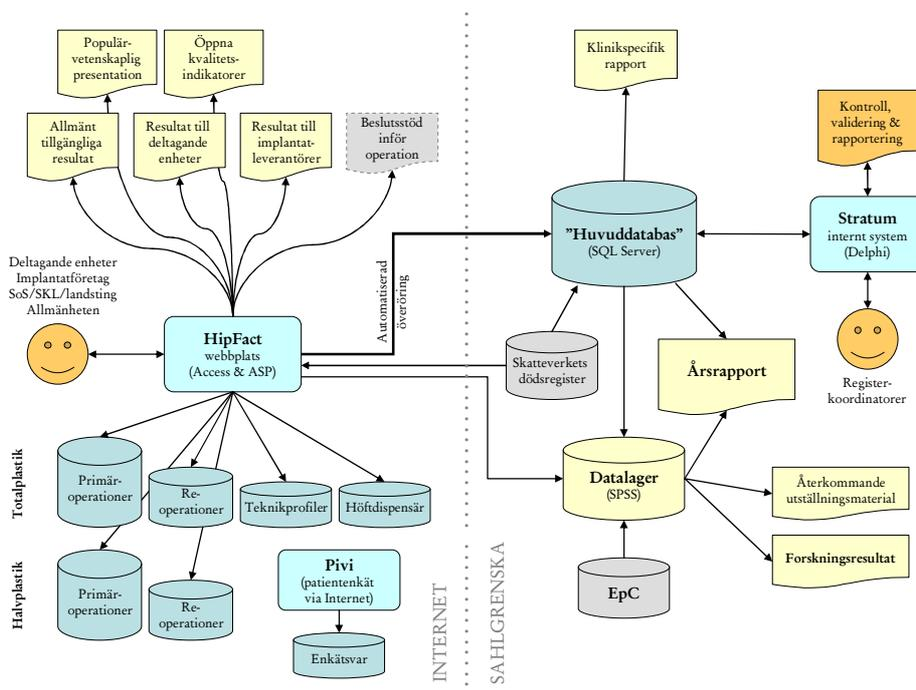 Populär-
vetenskaplig
presentation
Öppna
kvalitets-
indikatorer
Klinikspecifik
rapport
Allmänt
tillgängliga
resultat
Resultat till
deltagande
enheter
Resultat till
implantat-
leverantörer
Beslutsstöd
inför
operation
Kontroll,
validering &
rapportering
”Huvuddatabas”
(SQL Server)
Stratum
internt system
(Delphi)
Deltagande enheter
Implantatföretag
SoS/SKL/landsting
Allmänheten
Automatiserad
överöring
HipFact
webbplats
(Access & ASP)
Skatteverkets
dödsregister
Årsrapport
Register-
koordinatorer
Totalplastik
Primär-
operationer
Re-
operationer
Teknikprofiler
Höftdispensär
Datalager
(SPSS)
Återkommande
utställningsmaterial
Forskningsresultat
Halvplastik
Primär-
operationer
Re-
operationer
Pivi
(patientenkät
via Internet)
Enkätsvar
EpC
INTERNET
SAHLGRENSKA